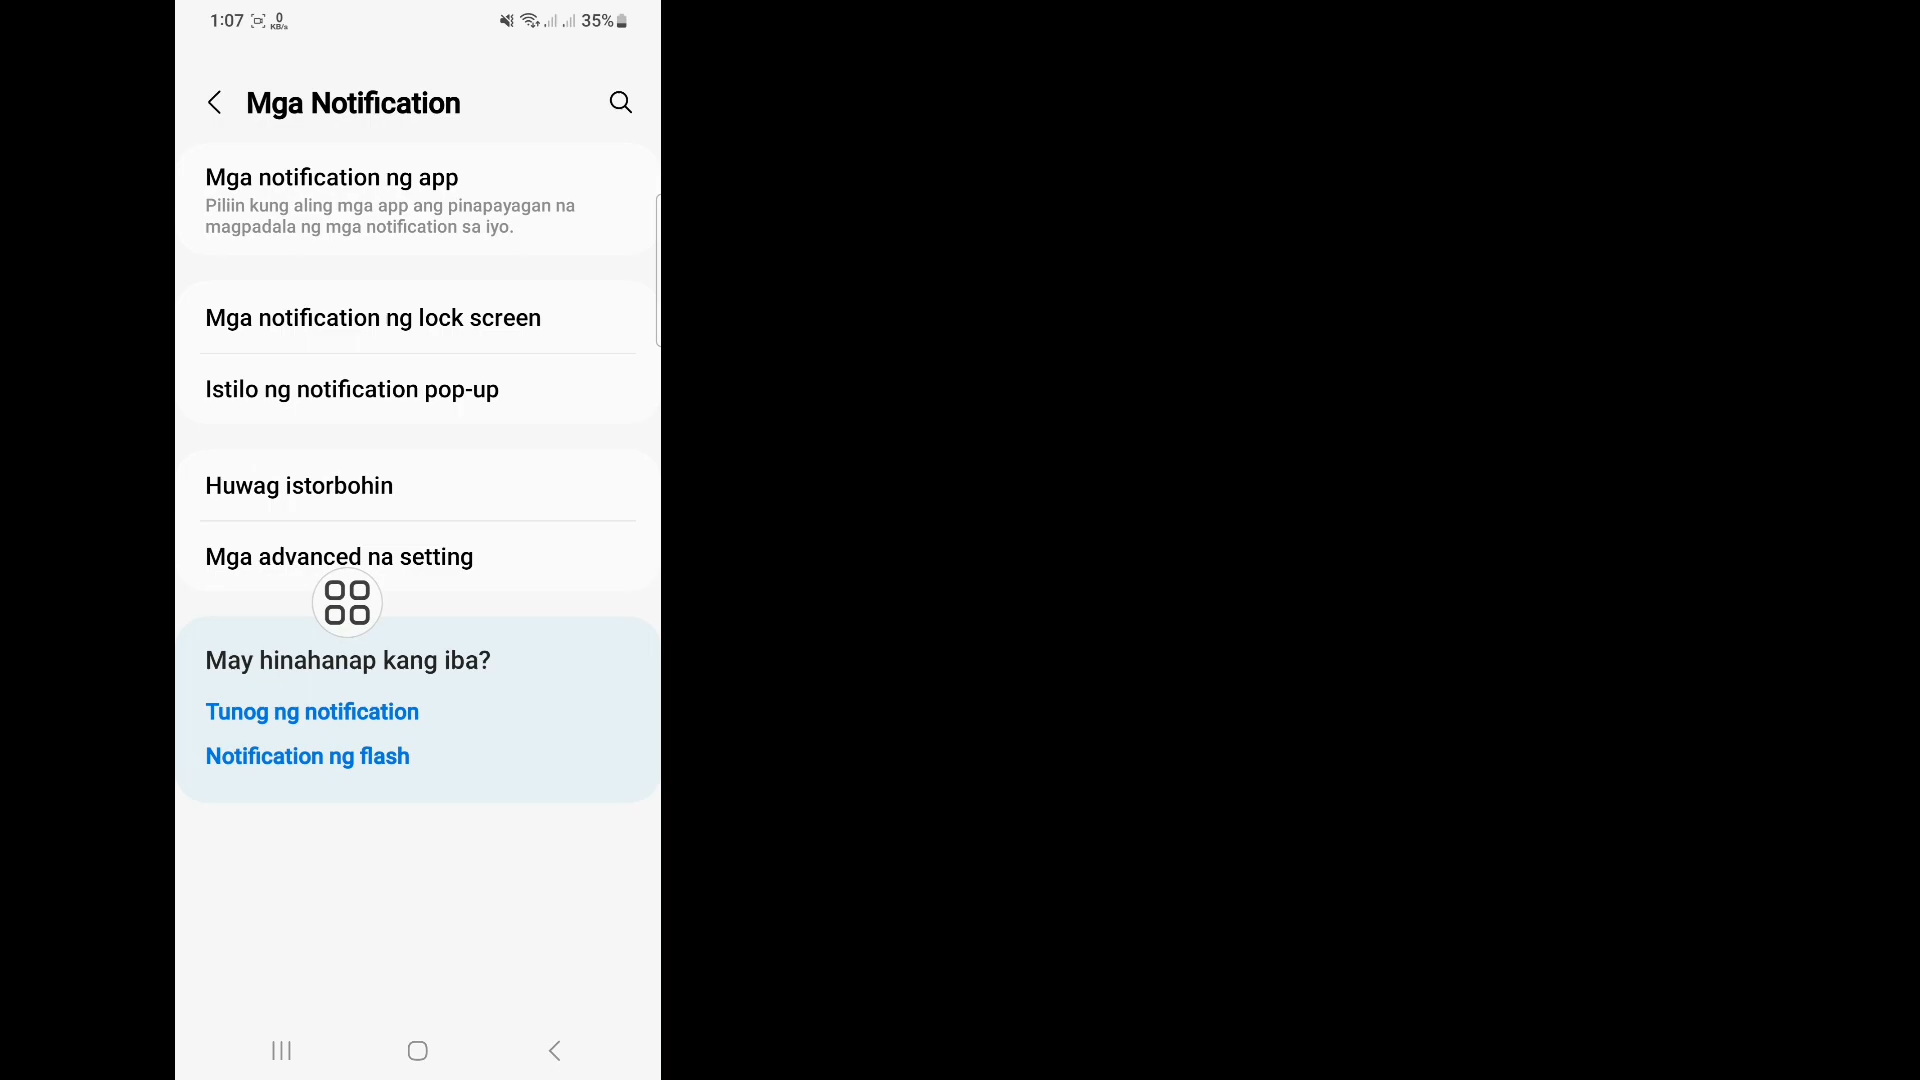 1:07 0 KB/s 35%
Mga Notification
Mga notification ng app
Piliin kung aling mga app ang pinapayagan na
magpadala ng mga notification sa iyo.
Mga notification ng lock screen
Istilo ng notification pop-up
Huwag istorbohin
Mga advanced na setting
May hinahanap kang iba?
Tunog ng notification
Notification ng flash